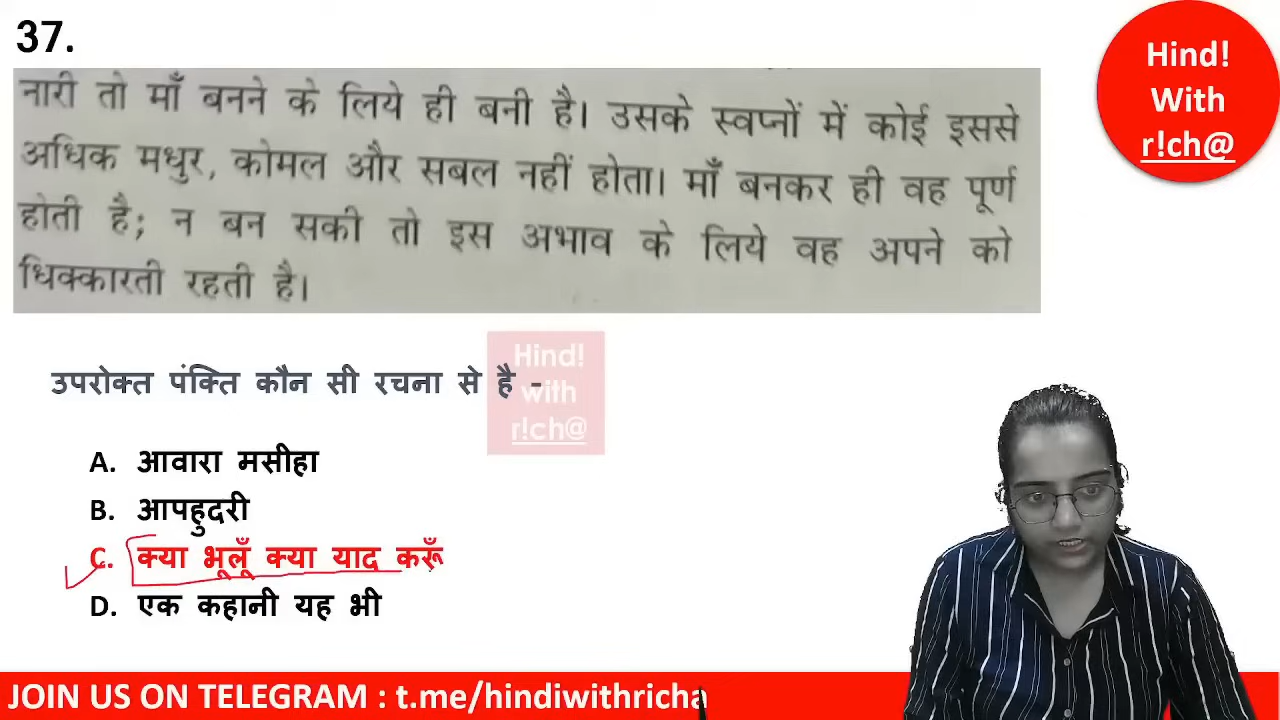 37.
Hind!
With
r!ch@
नारी तो माँ बनने के लिये ही बनी है। उसके स्वप्नों में कोई इससे
अधिक मधुर, कोमल और सबल नहीं होता। माँ बनकर ही वह पूर्ण
होती है; न बन सकी तो इस अभाव के लिये वह अपने को
धिक्कारती रहती है।
Hind!
with
r!ch@
उपरोक्त पंक्ति कौन सी रचना से है -
A. आवारा मसीहा
B. आपहुदरी
C. क्या भूलूँ क्या याद करूँ
D. एक कहानी यह भी
JOIN US ON TELEGRAM : t.me/hindiwithricha